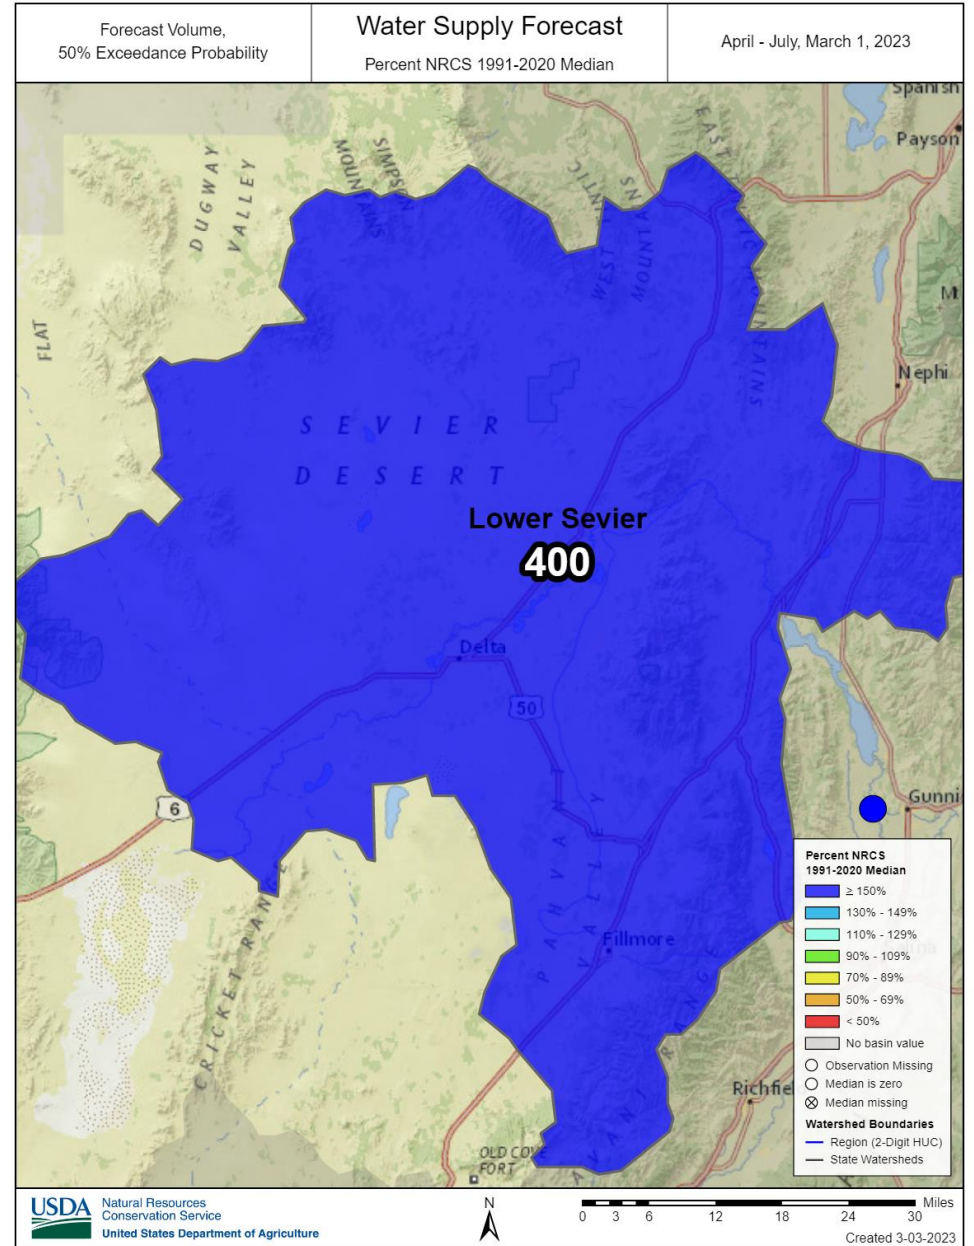 Forecast Volume,
50% Exceedance Probability
Water Supply Forecast
Percent NRCS 1991-2020 Median
April - July, March 1, 2023
Spanish
Payson
EAST TINTIC MOUNTAINS
SIMPSON
MOUNTAINS
DUGWAY
VALLEY
WEST TINTIC
MOUNTAINS
FLAT
Mt
Nephi
SEVIER
DESERT
Lower Sevier
400
Delta
50
6
Gunni
PAHVANT
VALLEY
Fillmore
CRICKET RANGE
RANGE
Richfiel
OLD COVE
FORT
Percent NRCS
1991-2020 Median
≥ 150%
130% - 149%
110% - 129%
90% - 109%
70% - 89%
50% - 69%
< 50%
No basin value
Observation Missing
Median is zero
Median missing
Watershed Boundaries
Region (2-Digit HUC)
State Watersheds
USDA
Natural Resources
Conservation Service
United States Department of Agriculture
N
Miles
0 3 6 12 18 24 30
Created 3-03-2023